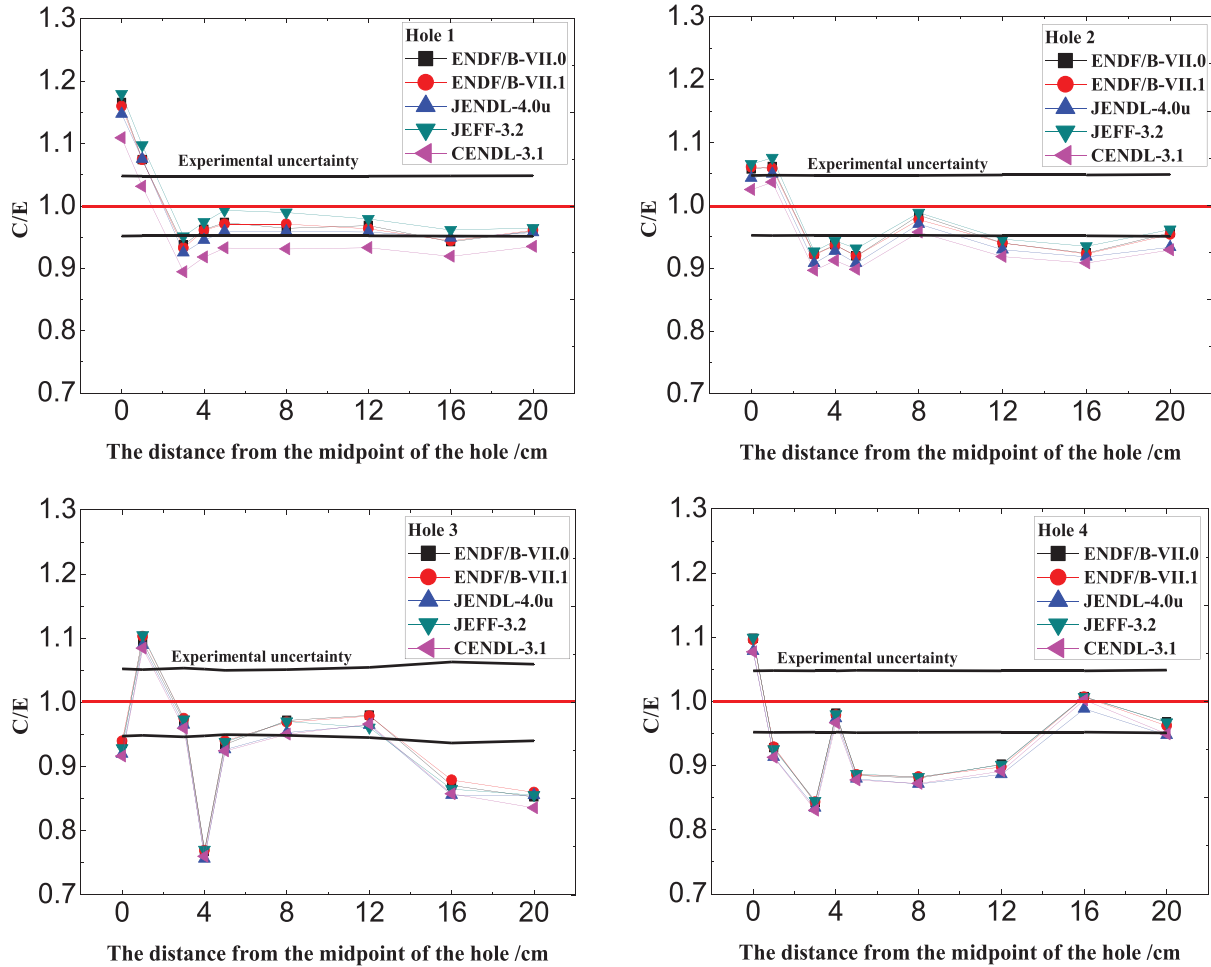 1.3
1.2
1.1
1.0
0.9
0.8
0.7
C/E
Hole 1
ENDF/B-VII.0
ENDF/B-VII.1
JENDL-4.0u
JEFF-3.2
CENDL-3.1
Experimental uncertainty
0 4 8 12 16 20
The distance from the midpoint of the hole /cm
1.3
1.2
1.1
1.0
0.9
0.8
0.7
C/E
Hole 2
ENDF/B-VII.0
ENDF/B-VII.1
JENDL-4.0u
JEFF-3.2
CENDL-3.1
Experimental uncertainty
0 4 8 12 16 20
The distance from the midpoint of the hole /cm
1.3
1.2
1.1
1.0
0.9
0.8
0.7
C/E
Hole 3
ENDF/B-VII.0
ENDF/B-VII.1
JENDL-4.0u
JEFF-3.2
CENDL-3.1
Experimental uncertainty
0 4 8 12 16 20
The distance from the midpoint of the hole /cm
1.3
1.2
1.1
1.0
0.9
0.8
0.7
C/E
Hole 4
ENDF/B-VII.0
ENDF/B-VII.1
JENDL-4.0u
JEFF-3.2
CENDL-3.1
Experimental uncertainty
0 4 8 12 16 20
The distance from the midpoint of the hole /cm